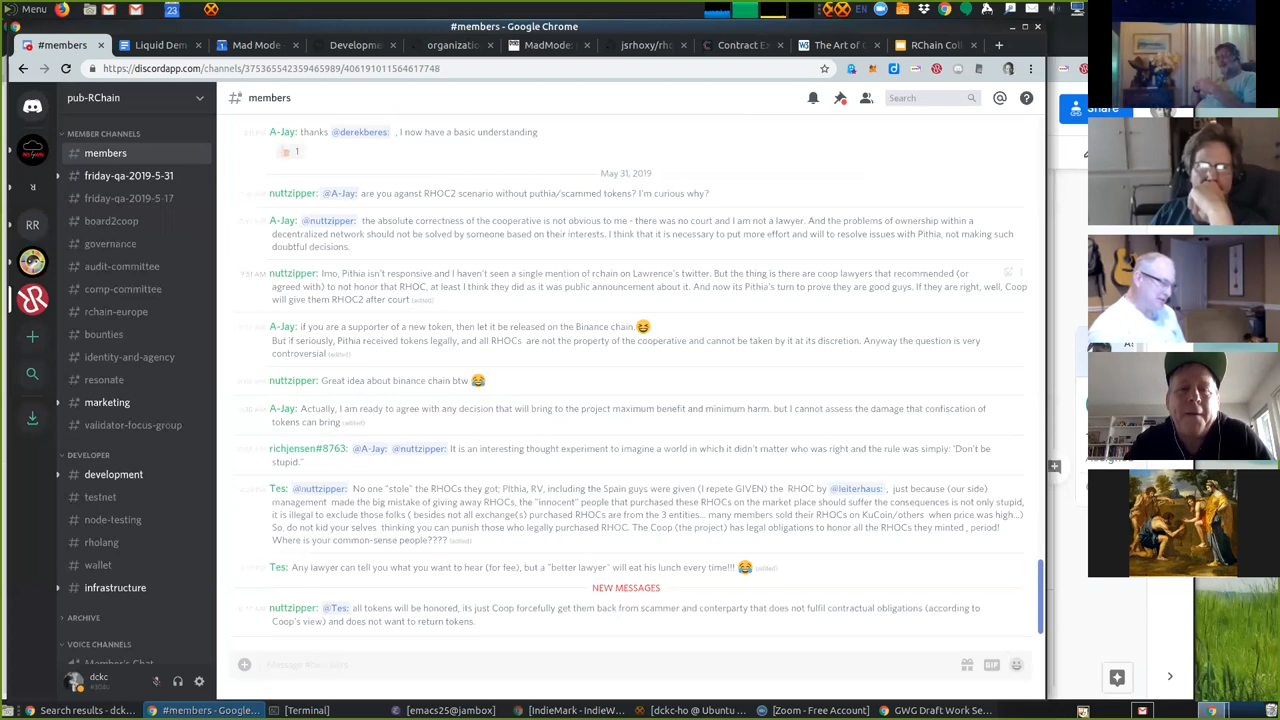 Menu
23
EN
#members - Google Chrome
#members
Liquid Dem
Mad Mode
Developm
organizatio
MadMode:
jsrhoxy/rho
Contract Ex
The Art of C
RChain Coll
https://discordapp.com/channels/375365542359465989/406191011564617748
pub-RChain
members
Search
Share
MEMBER CHANNELS
members
friday-qa-2019-5-31
friday-qa-2019-5-17
board2coop
governance
audit-committee
comp-committee
rchain-europe
bounties
identity-and-agency
resonate
marketing
validator-focus-group
DEVELOPER
development
testnet
node-testing
rholang
wallet
infrastructure
ARCHIVE
VOICE CHANNELS
Member's Chat
dckc
RR
A-Jay: thanks @derekberes: , I now have a basic understanding
1
May 31, 2019
nuttzipper: @A-Jay: are you aganst RHOC2 scenario without puthia/scammed tokens? I'm curious why?
A-Jay: @nuttzipper: the absolute correctness of the cooperative is not obvious to me - there was no court and I am not a lawyer. And the problems of ownership within a
decentralized network should not be solved by someone based on their interests. I think that it is necessary to put more effort and will to resolve issues with Pithia, not making such
doubtful decisions.
7:51 AM nuttzipper: Imo, Pithia isn't responsive and I haven't seen a single mention of rchain on Lawrence's twitter. But the thing is there are coop lawyers that recommended (or
agreed with) to not honor that RHOC, at least I think they did as it was public announcement about it. And now its Pithia's turn to prove they are good guys. If they are right, well, Coop
will give them RHOC2 after court (edited)
A-Jay: if you are a supporter of a new token, then let it be released on the Binance chain.
But if seriously, Pithia received tokens legally, and all RHOCs are not the property of the cooperative and cannot be taken by it at its discretion. Anyway the question is very
controversial (edited)
nuttzipper: Great idea about binance chain btw
A-Jay: Actually, I am ready to agree with any decision that will bring to the project maximum benefit and minimum harm. but I cannot assess the damage that confiscation of
tokens can bring (edited)
richjensen#8763: @A-Jay: @nuttzipper: It is an interesting thought experiment to imagine a world in which it didn't matter who was right and the rule was simply: "Don't be
stupid."
Tes: @nuttzipper: No one "stole" the RHOCs they got, PIthia, RV, including the Spain guys were given (I repete GIVEN) the RHOC by @leiterhaus: , just because (our side)
management made the big mistake of giving away RHOCs, the "innocent" people that purchased these RHOCs on the market place should suffer the consequences is not only stupid,
it is illegal to exclude those folks ( besides not all exchange(s) purchased RHOCs are from the 3 entities... many members sold their RHOCs on KuCoin/others when price was high...)
So, do not kid your selves thinking you can punish those who legally purchased RHOC. The Coop (the project) has legal obligations to honor all the RHOCs they minted , period!
Where is your common-sense people???? (edited)
Tes: Any lawyer can tell you what you want to hear (for fee), but a "better lawyer" will eat his lunch every time!!! (edited)
NEW MESSAGES
nuttzipper: @Tes: all tokens will be honored, its just Coop forcefully get them back from scammer and conterparty that does not fulfil contractual obligations (according to
Coop's view) and does not want to return tokens.
Message #members
GIF
Search results - dck...
#members - Google...
[Terminal]
[emacs25@jambox]
[IndieMark - IndieW...
[dckc-ho @ Ubuntu ...
[Zoom - Free Account]
GWG Draft Work Se...